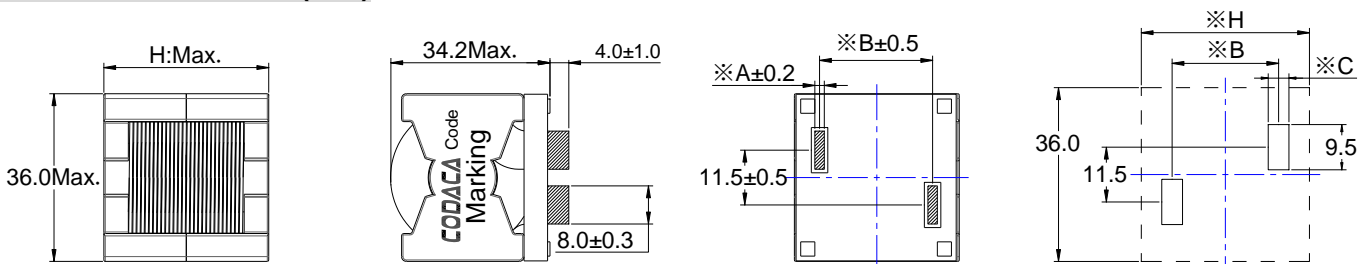 H:Max.
36.0Max.
34.2Max.
4.0±1.0
CODACA Code
Marking
8.0±0.3
※B±0.5
※A±0.2
11.5±0.5
※H
※B
※C
36.0
11.5
9.5